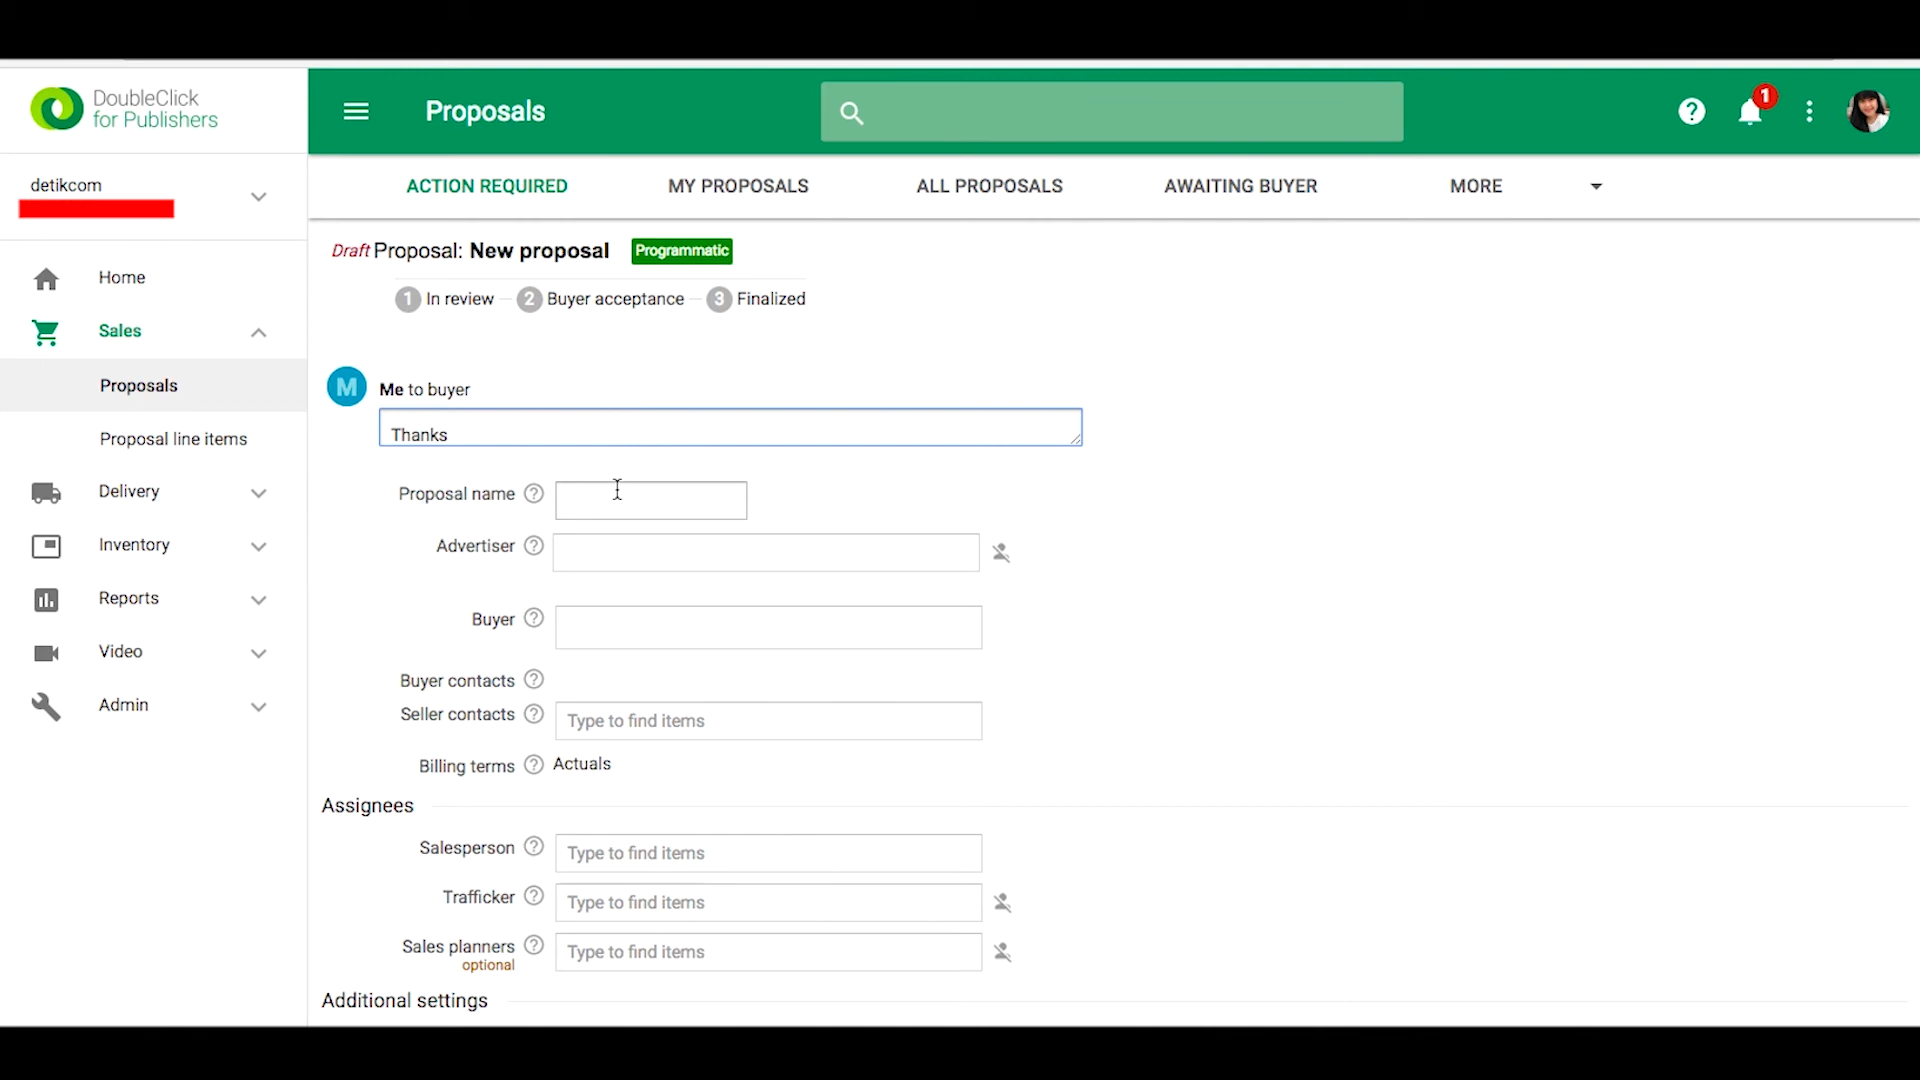 DoubleClick
for Publishers
Proposals
1
detikcom
ACTION REQUIRED
MY PROPOSALS
ALL PROPOSALS
AWAITING BUYER
MORE
Draft Proposal: New proposal
Programmatic
1 In review
2 Buyer acceptance
3 Finalized
Home
Sales
Proposals
Proposal line items
Delivery
Inventory
Reports
Video
Admin
M
Me to buyer
Thanks
Proposal name ?
Advertiser ?
Buyer ?
Buyer contacts ?
Seller contacts ? Type to find items
Billing terms ? Actuals
Assignees
Salesperson ? Type to find items
Trafficker ? Type to find items
Sales planners ? Type to find items
optional
Additional settings